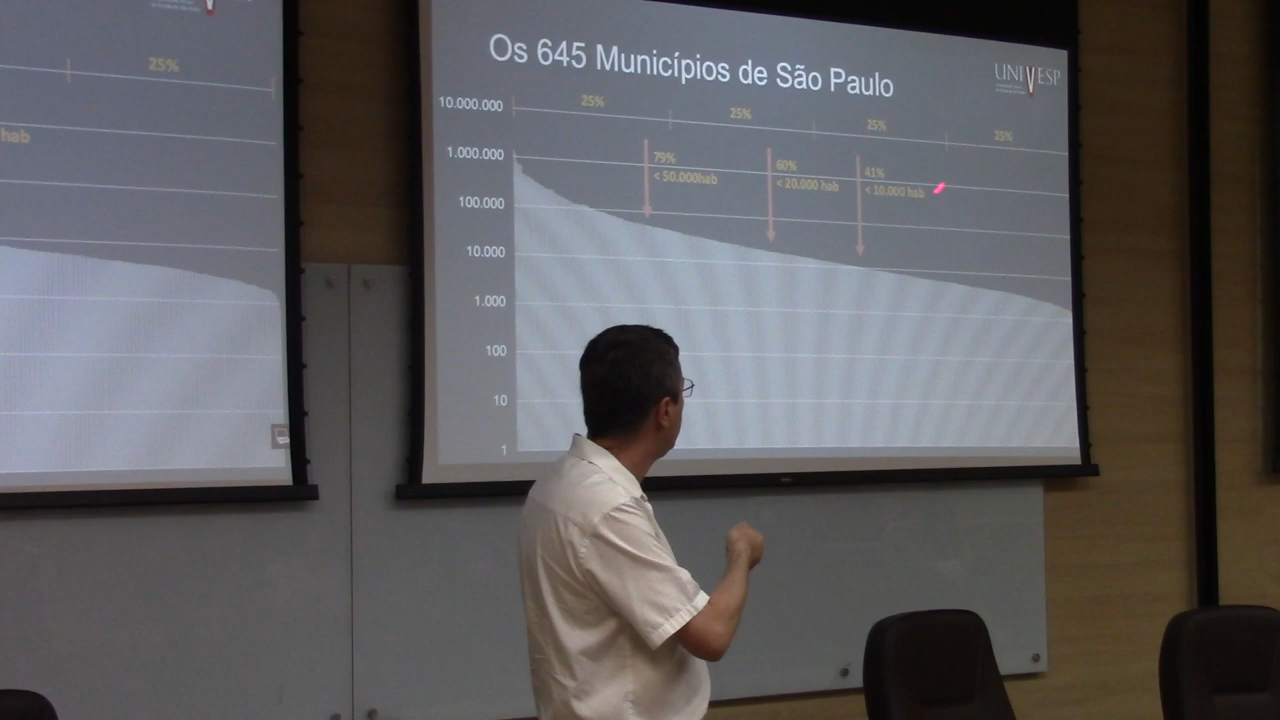 25%
hab
Os 645 Municípios de São Paulo
UNIVESP
10.000.000
25%
25%
25%
25%
1.000.000
79%
< 50.000hab
60%
< 20.000 hab
41%
< 10.000 hab
100.000
10.000
1.000
100
10
1